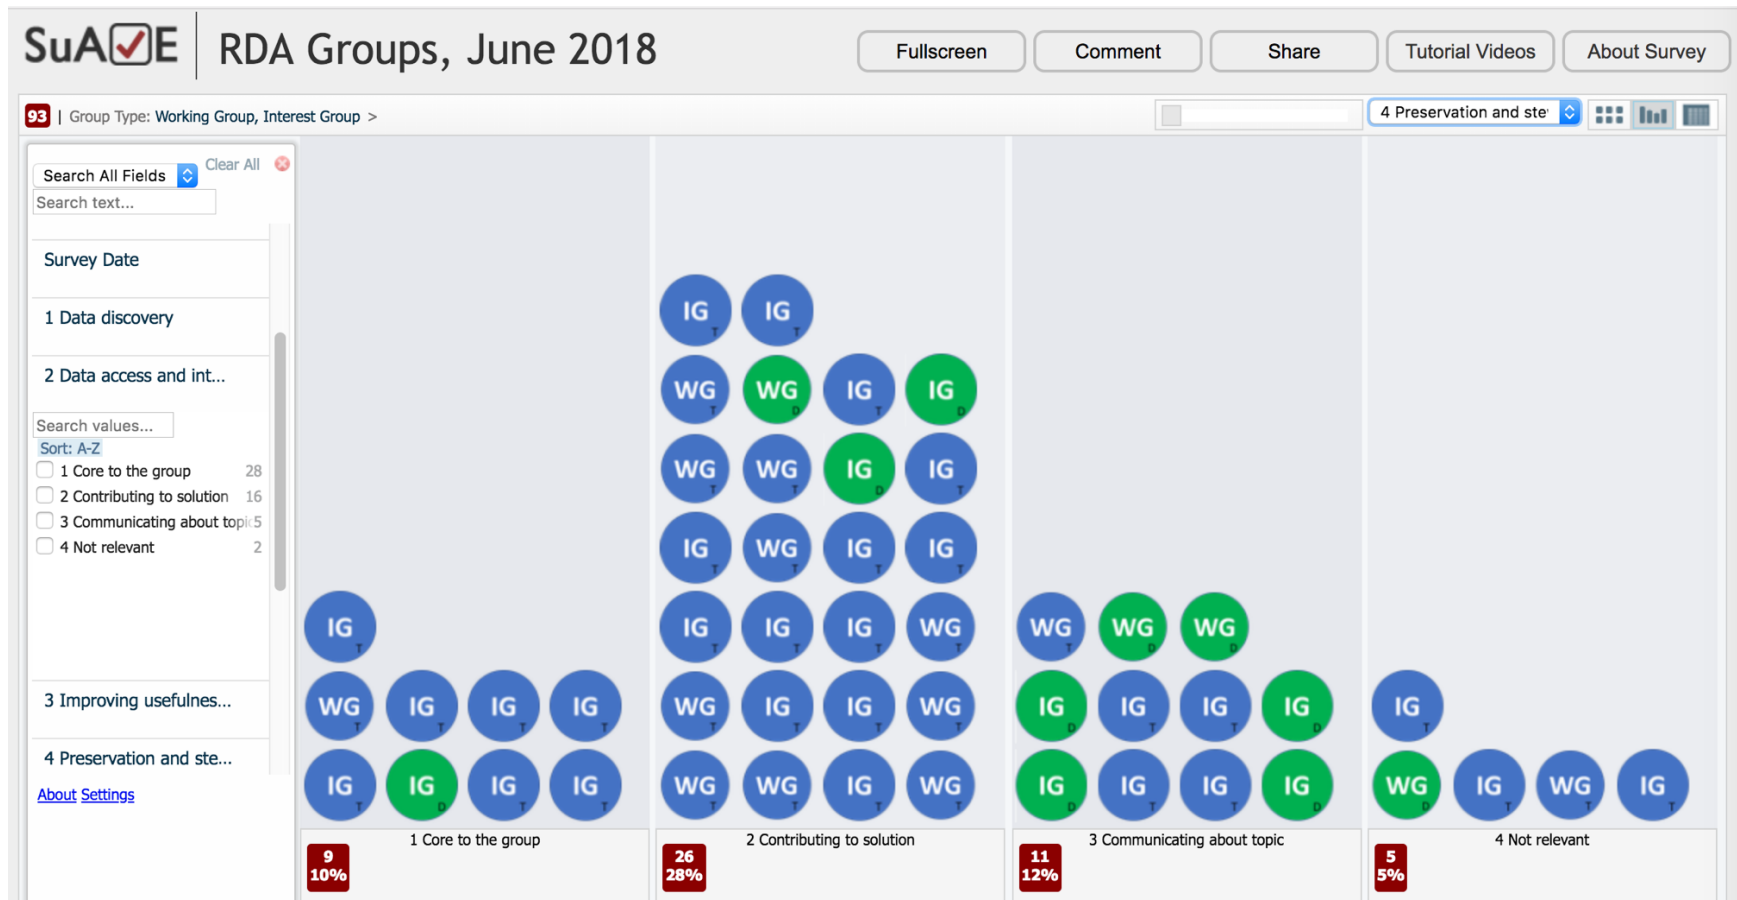 SuAVE RDA Groups, June 2018 Fullscreen Comment Share Tutorial Videos About Survey
93 | Group Type: Working Group, Interest Group > 4 Preservation and ste
Search All Fields Clear All
Search text...
Survey Date
1 Data discovery
2 Data access and int...
Search values...
Sort: A-Z
1 Core to the group 28
2 Contributing to solution 16
3 Communicating about topic 5
4 Not relevant 2
3 Improving usefulnes...
4 Preservation and ste...
About Settings
IG T IG T
WG T WG D IG T IG D
WG T WG T IG D IG T
IG T WG T IG T IG T
IG T IG T IG T IG T WG T WG T WG D WG D
WG T IG T IG T IG T WG T IG T IG T WG T IG D IG T IG T IG D IG T
IG T IG D IG T IG T WG T WG T IG T WG T IG D IG T IG T IG D WG D IG T WG T IG T
1 Core to the group 2 Contributing to solution 3 Communicating about topic 4 Not relevant
9 26 11 5
10% 28% 12% 5%